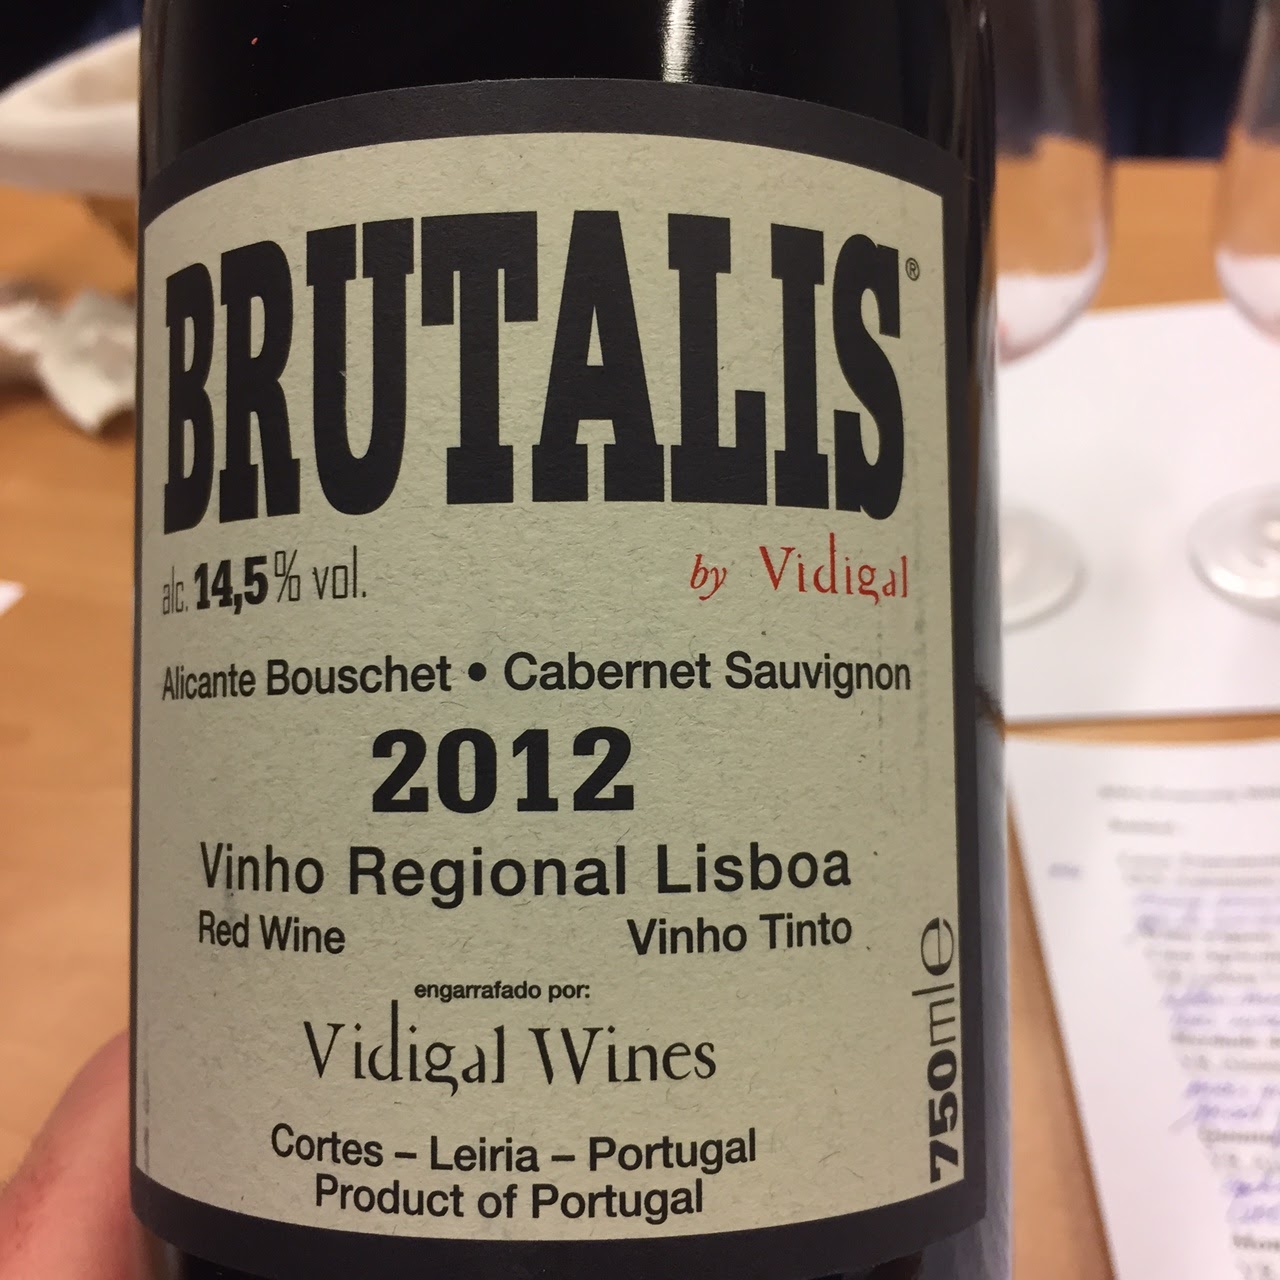 BRUTALIS®
alc. 14,5% vol.
by Vidigal
Alicante Bouschet • Cabernet Sauvignon
2012
Vinho Regional Lisboa
Red Wine
Vinho Tinto
engarrafado por:
Vidigal Wines
Cortes – Leiria – Portugal
Product of Portugal
750ml e